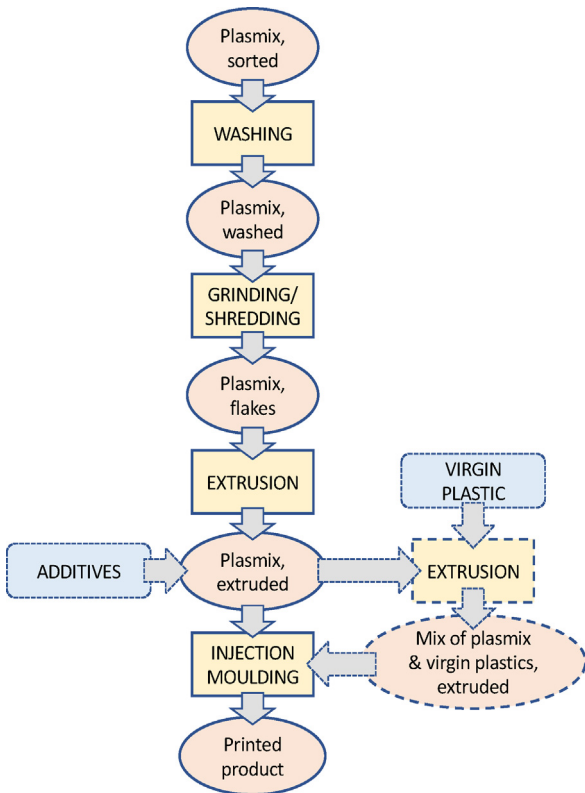 Plasmix,
sorted
WASHING
Plasmix,
washed
GRINDING/
SHREDDING
Plasmix,
flakes
EXTRUSION
VIRGIN
PLASTIC
ADDITIVES
Plasmix,
extruded
EXTRUSION
INJECTION
MOULDING
Mix of plasmix
& virgin plastics,
extruded
Printed
product